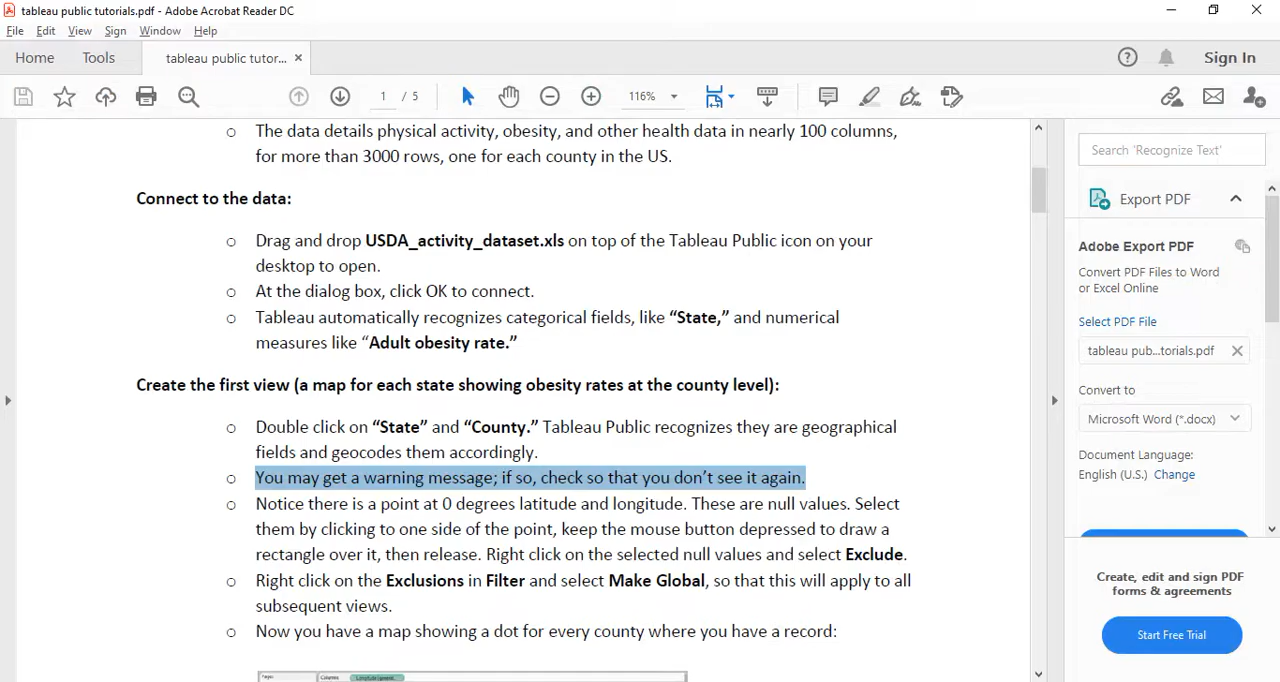 tableau public tutorials.pdf - Adobe Acrobat Reader DC
File Edit View Sign Window Help
Home Tools tableau public tutor... × Sign In
1 / 5 116%
The data details physical activity, obesity, and other health data in nearly 100 columns,
for more than 3000 rows, one for each county in the US.
Connect to the data:
Drag and drop USDA_activity_dataset.xls on top of the Tableau Public icon on your
desktop to open.
At the dialog box, click OK to connect.
Tableau automatically recognizes categorical fields, like “State,” and numerical
measures like “Adult obesity rate.”
Create the first view (a map for each state showing obesity rates at the county level):
Double click on “State” and “County.” Tableau Public recognizes they are geographical
fields and geocodes them accordingly.
You may get a warning message; if so, check so that you don’t see it again.
Notice there is a point at 0 degrees latitude and longitude. These are null values. Select
them by clicking to one side of the point, keep the mouse button depressed to draw a
rectangle over it, then release. Right click on the selected null values and select Exclude.
Right click on the Exclusions in Filter and select Make Global, so that this will apply to all
subsequent views.
Now you have a map showing a dot for every county where you have a record:
Pages Columns Longitude
Search 'Recognize Text'
Export PDF
Adobe Export PDF
Convert PDF Files to Word
or Excel Online
Select PDF File
tableau pub...torials.pdf
Convert to
Microsoft Word (*.docx)
Document Language:
English (U.S.) Change
Create, edit and sign PDF
forms & agreements
Start Free Trial